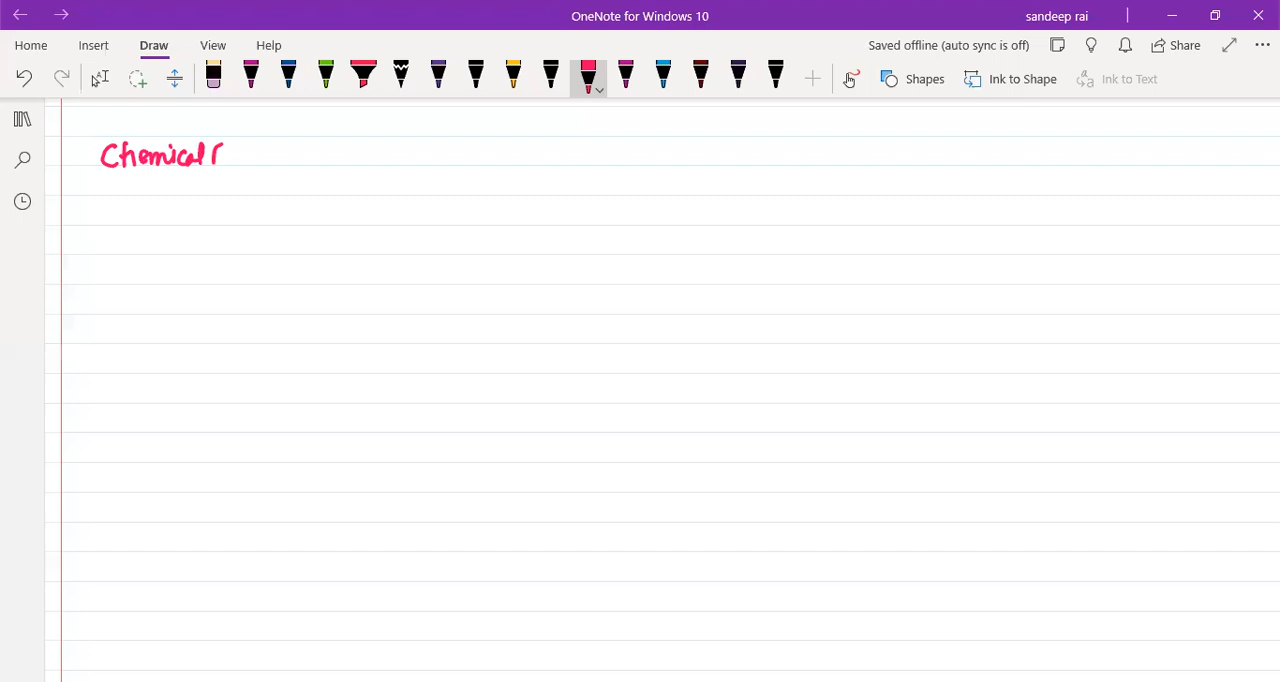 OneNote for Windows 10
sandeep rai
Home Insert Draw View Help
Saved offline (auto sync is off) Share
Shapes Ink to Shape Ink to Text
Chemical